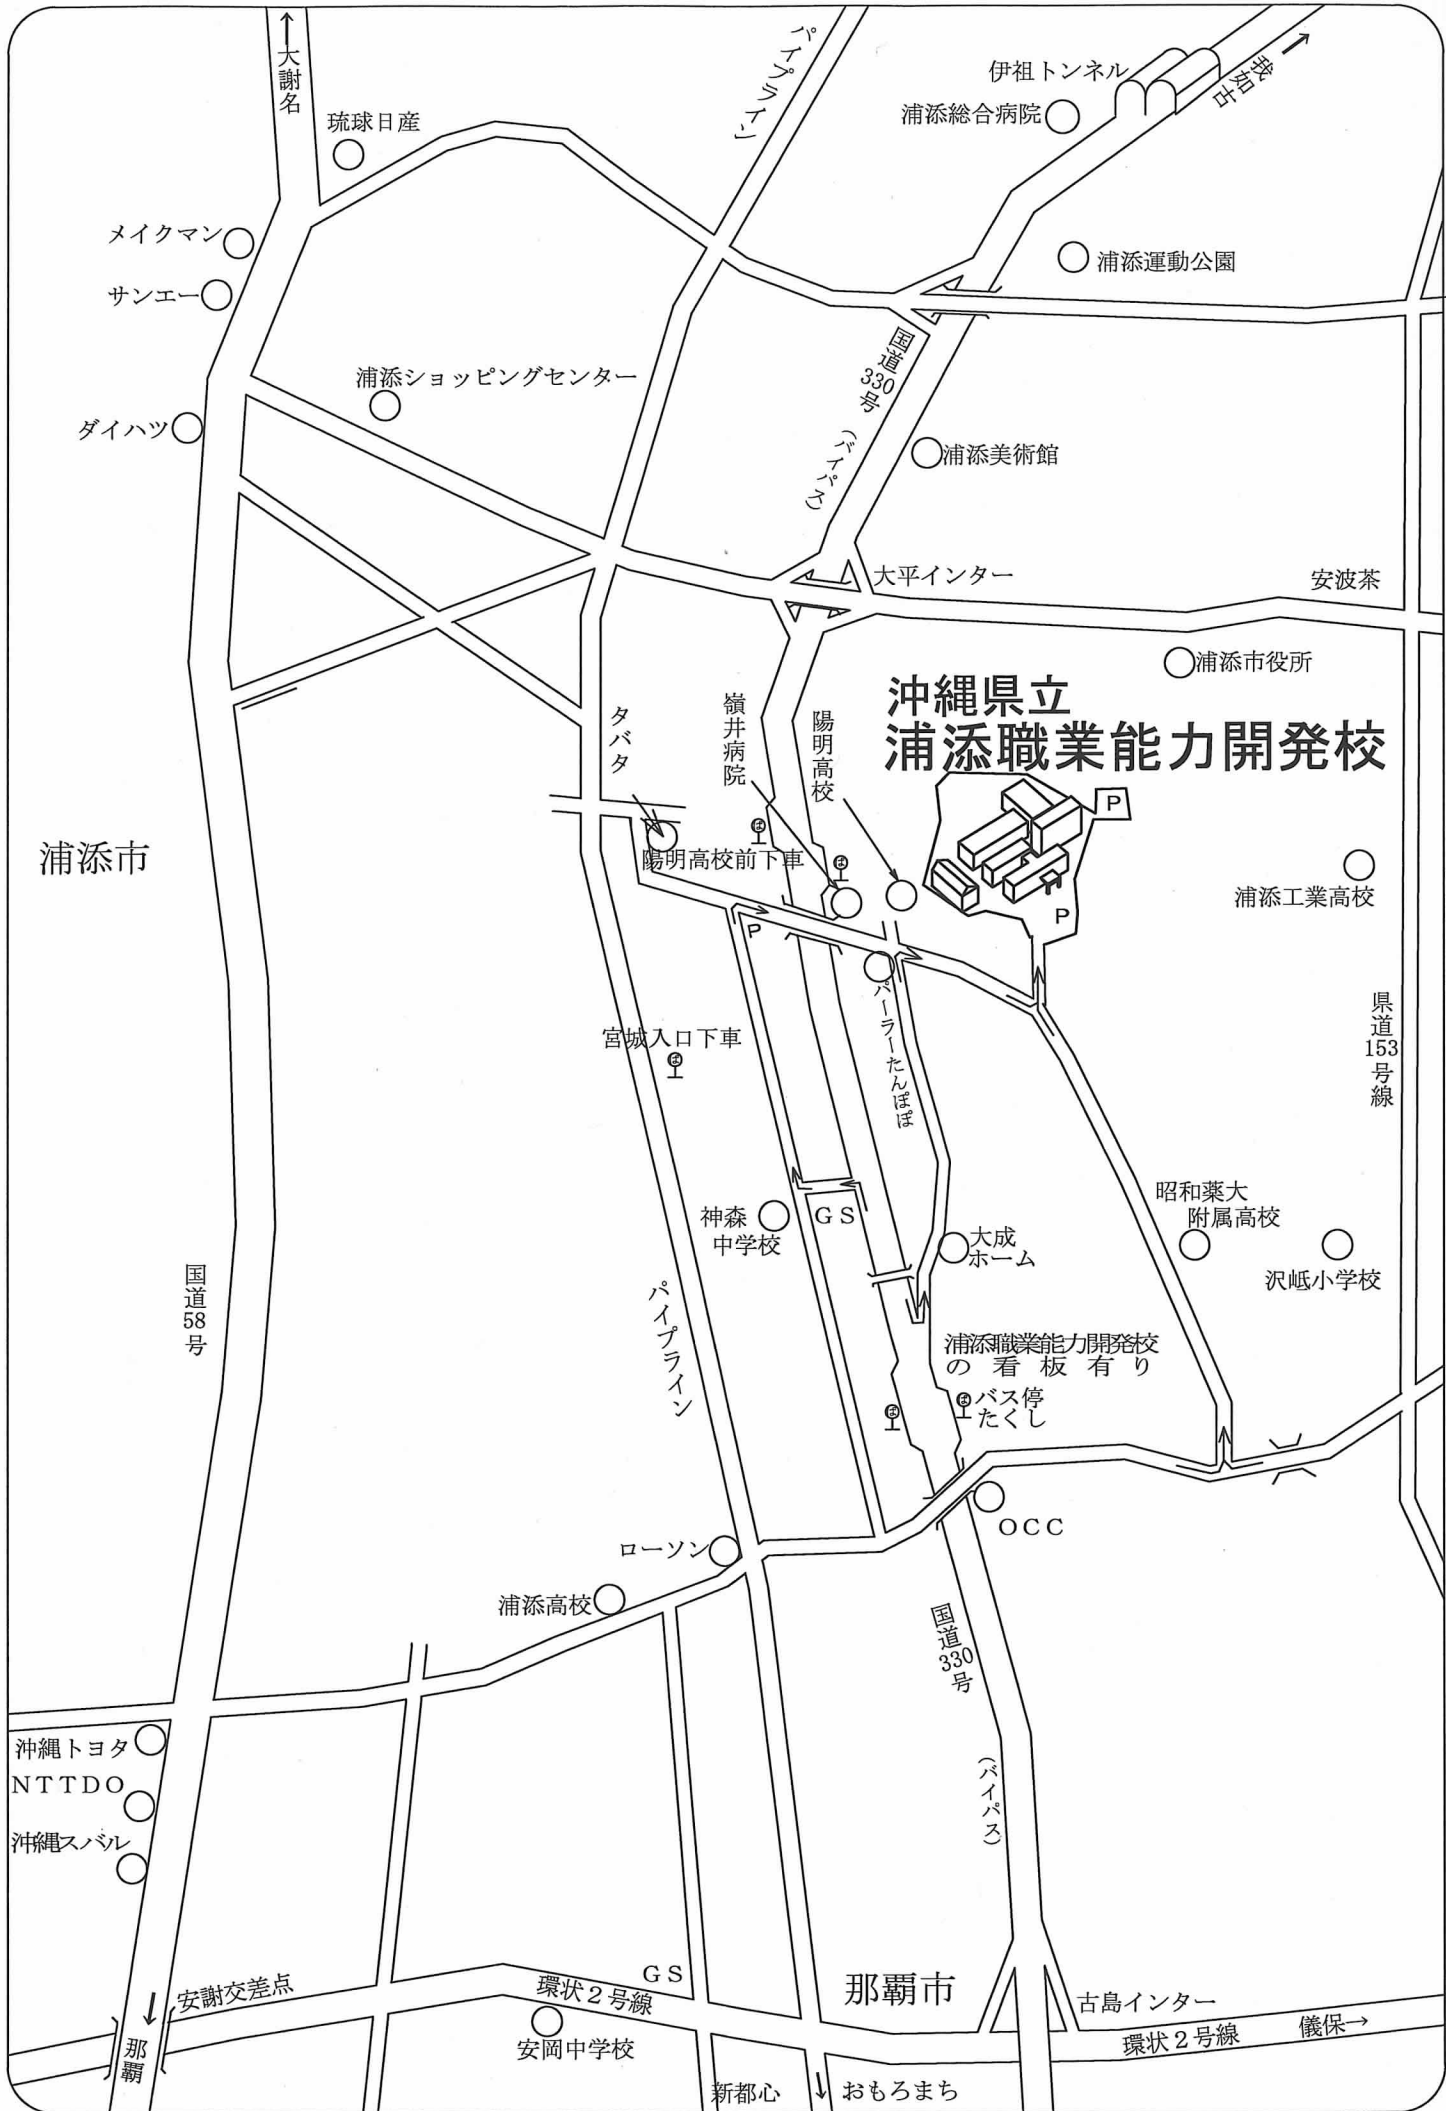 ↑大謝名
琉球日産
パイプライン
伊祖トンネル
我如古→
浦添総合病院
メイクマン
サンエー
浦添運動公園
国道330号
(バイパス)
浦添ショッピングセンター
ダイハツ
浦添美術館
大平インター
安波茶
浦添市役所
沖縄県立
浦添職業能力開発校
タバタ
嶺井病院
陽明高校
P
浦添市
陽明高校前下車
ば
ば
浦添工業高校
P
P
パーラーたんぽぽ
宮城入口下車
ば
県道153号線
昭和薬大
附属高校
神森
中学校
GS
大成
ホーム
沢岻小学校
国道58号
パイプライン
浦添職業能力開発校
の看板有り
ば
バス停
たくし
ば
OCC
ローソン
浦添高校
国道330号
(バイパス)
沖縄トヨタ
NTTDO
沖縄スバル
安謝交差点
GS
環状2号線
那覇市
古島インター
環状2号線
儀保→
↓那覇
安岡中学校
新都心
↓おもろまち